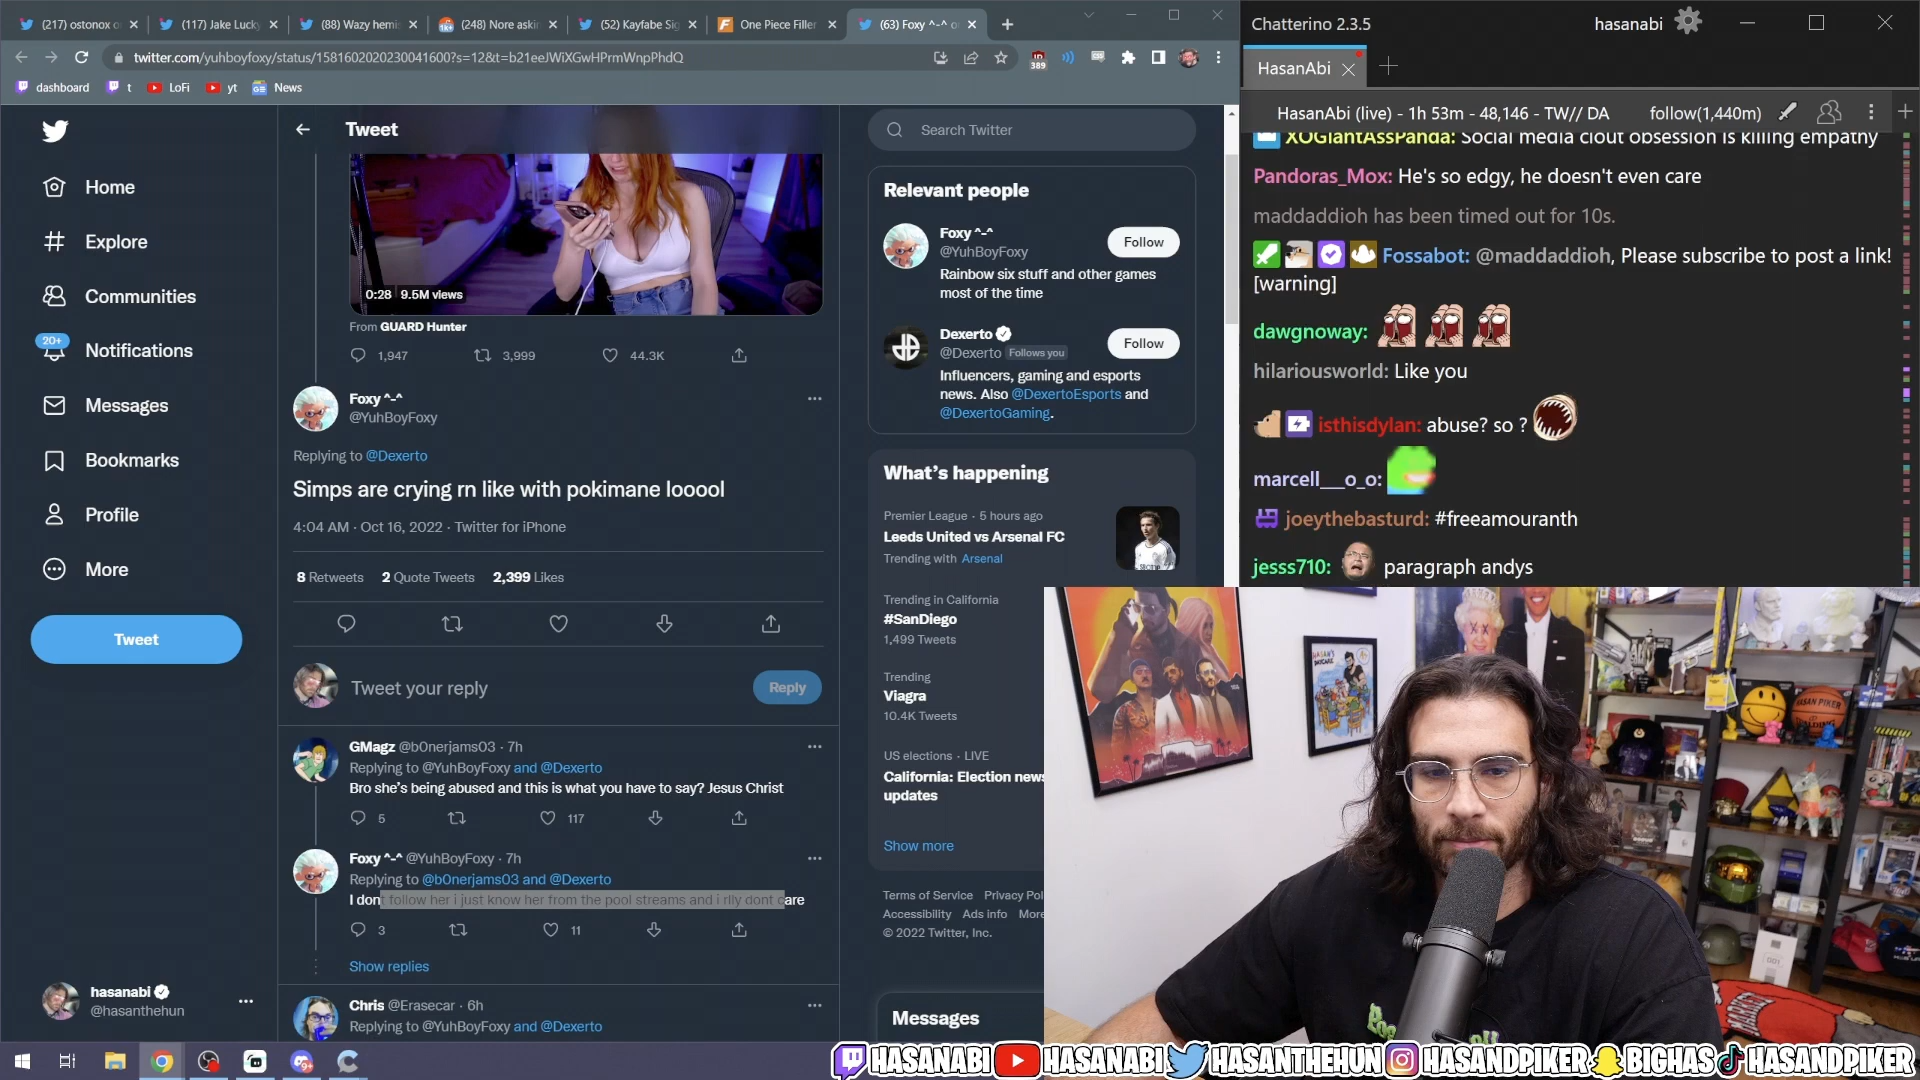 (217) ostonox o
(117) Jake Lucky
(88) Wazy hemis
(248) Nore askin
(52) Kayfabe Sig
One Piece Filler
(63) Foxy ^-^ o
twitter.com/yuhboyfoxy/status/1581602020230041600?s=12&t=b21eeJWiXGwHPrmWnpPhdQ
389
dashboard
t
LoFi
yt
News
Home
Explore
Communities
20+
Notifications
Messages
Bookmarks
Profile
More
Tweet
hasanabi
@hasanthehun
Tweet
0:28 9.5M views
From GUARD Hunter
1,947 3,999 44.3K
Foxy ^-^
@YuhBoyFoxy
Replying to @Dexerto
Simps are crying rn like with pokimane looool
4:04 AM · Oct 16, 2022 · Twitter for iPhone
8 Retweets 2 Quote Tweets 2,399 Likes
Tweet your reply
Reply
GMagz @b0nerjams03 · 7h
Replying to @YuhBoyFoxy and @Dexerto
Bro she's being abused and this is what you have to say? Jesus Christ
5 117
Foxy ^-^ @YuhBoyFoxy · 7h
Replying to @b0nerjams03 and @Dexerto
I dont follow her i just know her from the pool streams and i rlly dont care
3 11
Show replies
Chris @Erasecar · 6h
Replying to @YuhBoyFoxy and @Dexerto
Search Twitter
Relevant people
Foxy ^-^
@YuhBoyFoxy
Follow
Rainbow six stuff and other games
most of the time
Dexerto
@Dexerto Follows you
Follow
Influencers, gaming and esports
news. Also @DexertoEsports and
@DexertoGaming.
What's happening
Premier League · 5 hours ago
Leeds United vs Arsenal FC
Trending with Arsenal
Trending in California
#SanDiego
1,499 Tweets
Trending
Viagra
10.4K Tweets
US elections · LIVE
California: Election news
updates
Show more
Terms of Service Privacy Pol
Accessibility Ads info More
© 2022 Twitter, Inc.
Messages
Chatterino 2.3.5
hasanabi
HasanAbi
HasanAbi (live) - 1h 53m - 48,146 - TW// DA
follow(1,440m)
XOGiantAssPanda: Social media clout obsession is killing empathy
Pandoras_Mox: He's so edgy, he doesn't even care
maddaddioh has been timed out for 10s.
Fossabot: @maddaddioh, Please subscribe to post a link!
[warning]
dawgnoway:
hilariousworld: Like you
isthisdylan: abuse? so ?
marcell___o_o:
joeythebasturd: #freeamouranth
jesss710: paragraph andys
HASAN PIKER
HASANABI HASANABI HASANTHEHUN HASANDPIKER BIGHAS HASANDPIKER